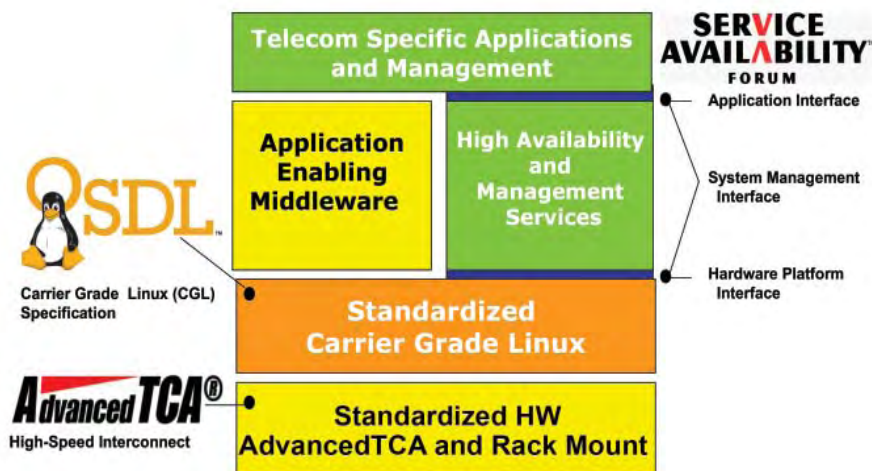 Telecom Specific Applications
and Management
SERVICE
AVAILABILITY™
FORUM
Application Interface
System Management
Interface
Hardware Platform
Interface
Application
Enabling
Middleware
High Availability
and
Management
Services
OSDL™
Carrier Grade Linux (CGL)
Specification
Standardized
Carrier Grade Linux
AdvancedTCA®
High-Speed Interconnect
Standardized HW
AdvancedTCA and Rack Mount